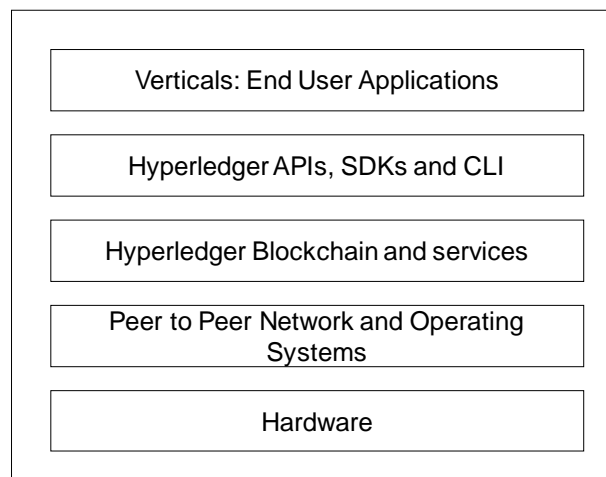 Verticals: End User Applications
Hyperledger APIs, SDKs and CLI
Hyperledger Blockchain and services
Peer to Peer Network and Operating
Systems
Hardware